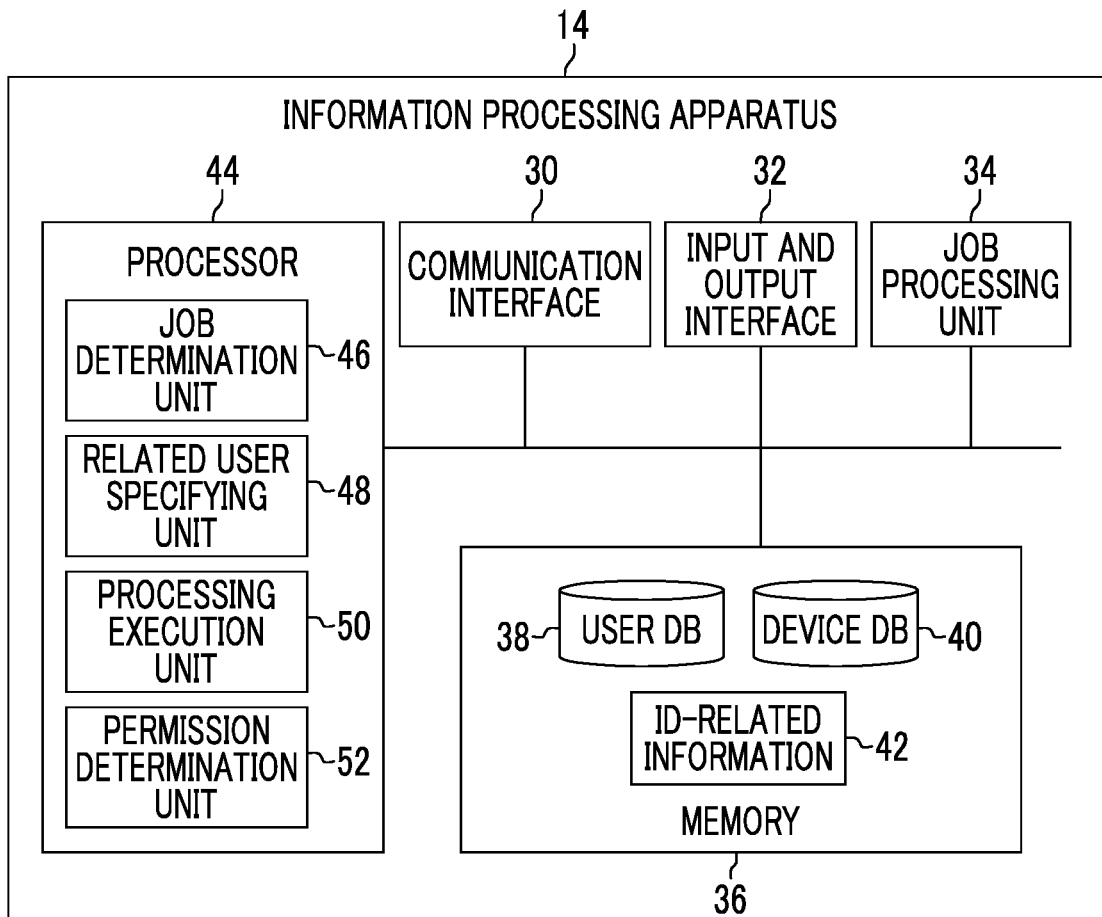 14
INFORMATION PROCESSING APPARATUS
44
30
32
34
PROCESSOR
COMMUNICATION
INTERFACE
INPUT AND
OUTPUT
INTERFACE
JOB
PROCESSING
UNIT
JOB
DETERMINATION
UNIT
46
RELATED USER
SPECIFYING
UNIT
48
PROCESSING
EXECUTION
UNIT
50
PERMISSION
DETERMINATION
UNIT
52
38
USER DB
DEVICE DB
40
ID-RELATED
INFORMATION
42
MEMORY
36